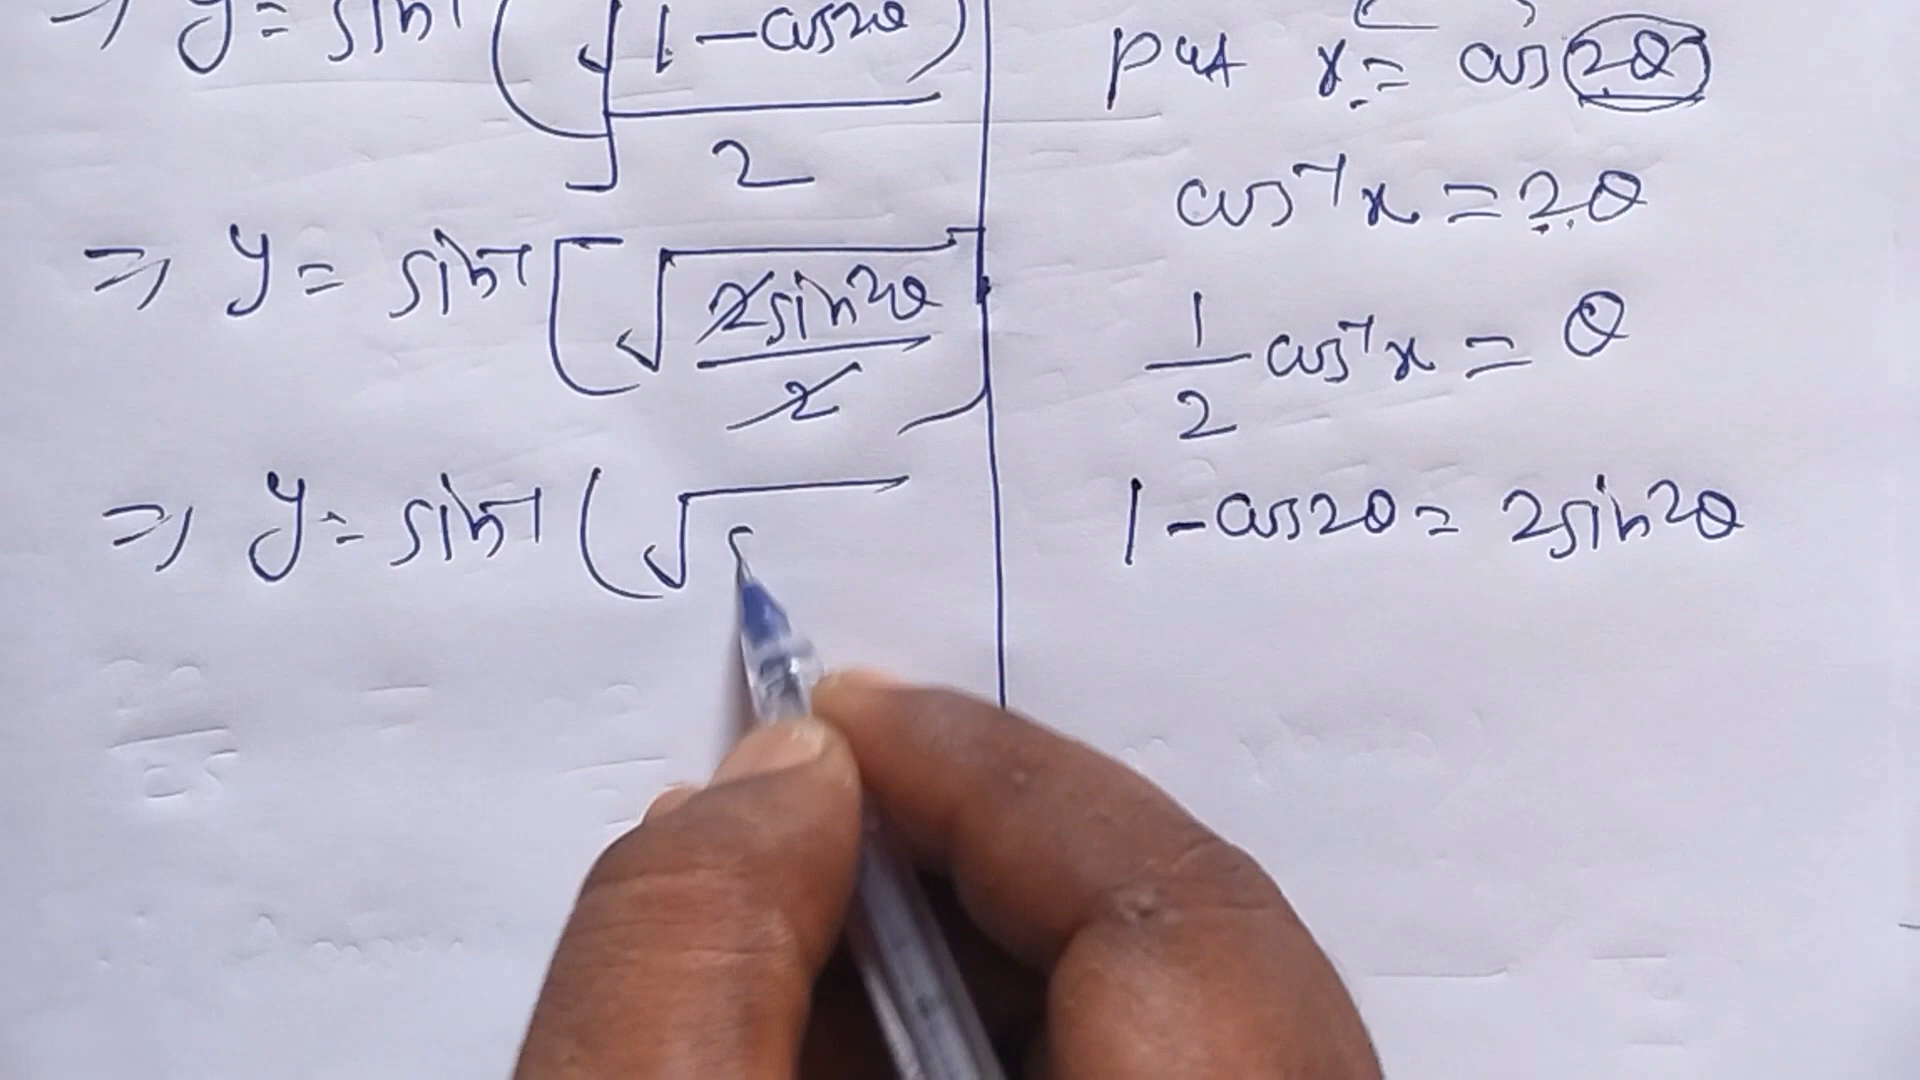 ⇒ y = sin⁻¹(√((1 − cos2θ)/2))
⇒ y = sin⁻¹(√(2sin²θ/2))
⇒ y = sin⁻¹(√s
put x = cos 2θ
cos⁻¹x = 2θ
1/2 cos⁻¹x = θ
1 − cos2θ = 2sin²θ